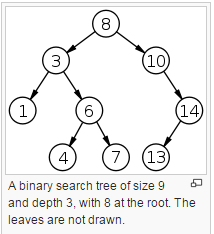 8
3 10
1 6 14
4 7 13
A binary search tree of size 9
and depth 3, with 8 at the root. The
leaves are not drawn.